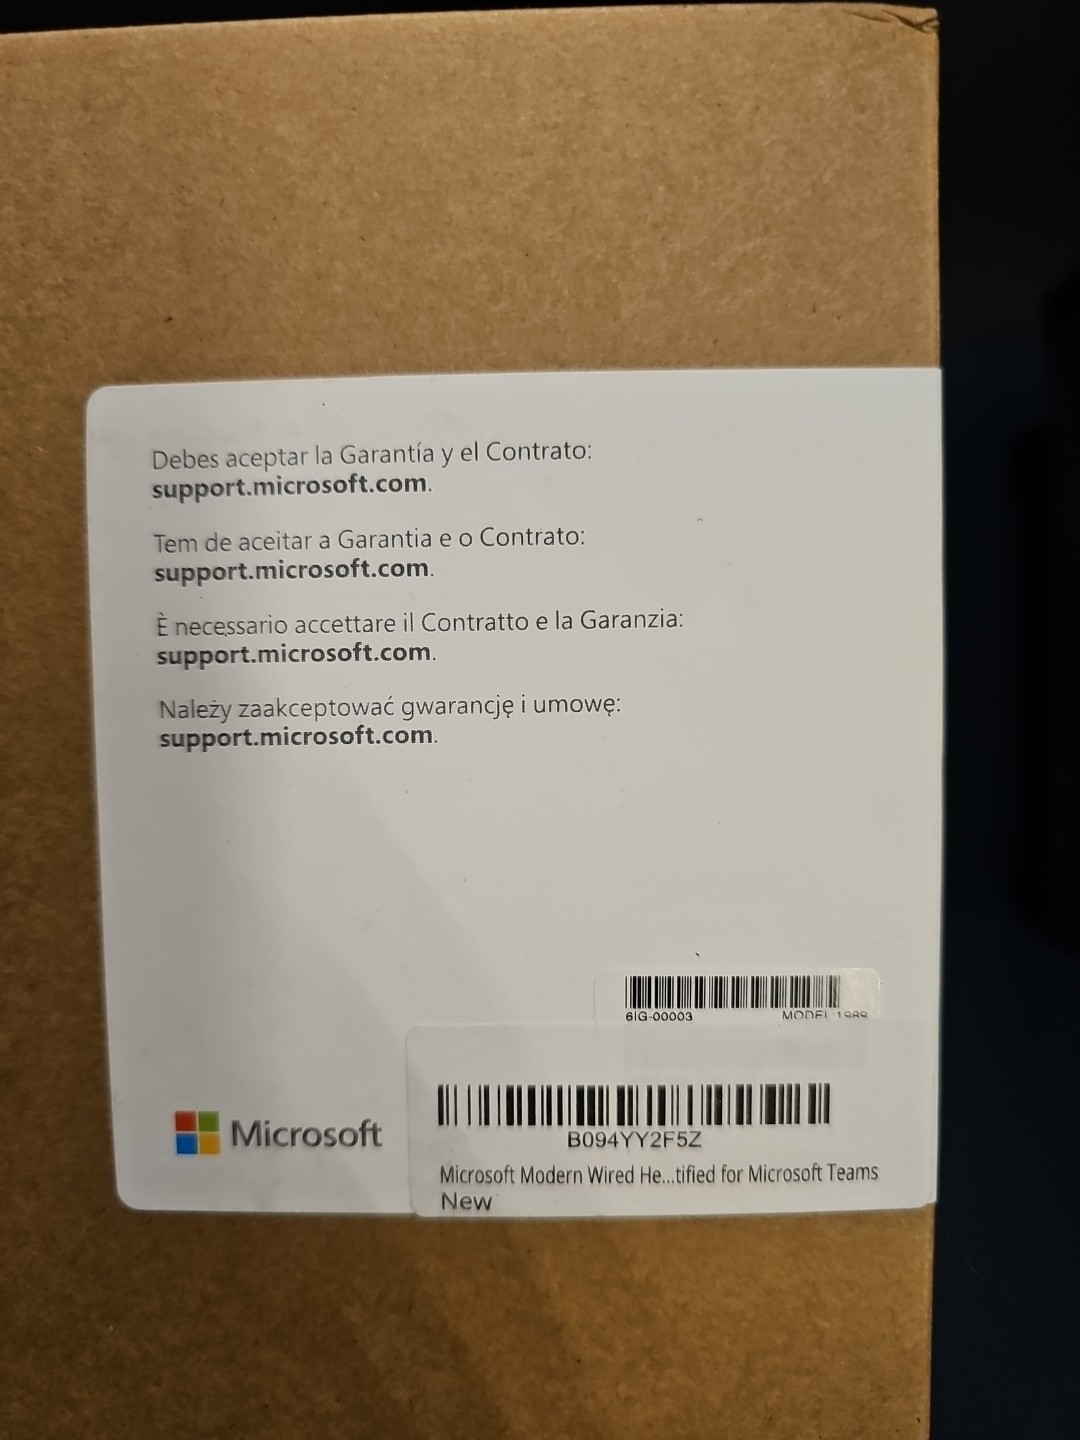 Debes aceptar la Garantía y el Contrato:
support.microsoft.com.
Tem de aceitar a Garantia e o Contrato:
support.microsoft.com.
È necessario accettare il Contratto e la Garanzia:
support.microsoft.com.
Należy zaakceptować gwarancję i umowę:
support.microsoft.com.
6IG-00003 MODEL:1989
Microsoft
B094YY2F5Z
Microsoft Modern Wired He...tified for Microsoft Teams
New